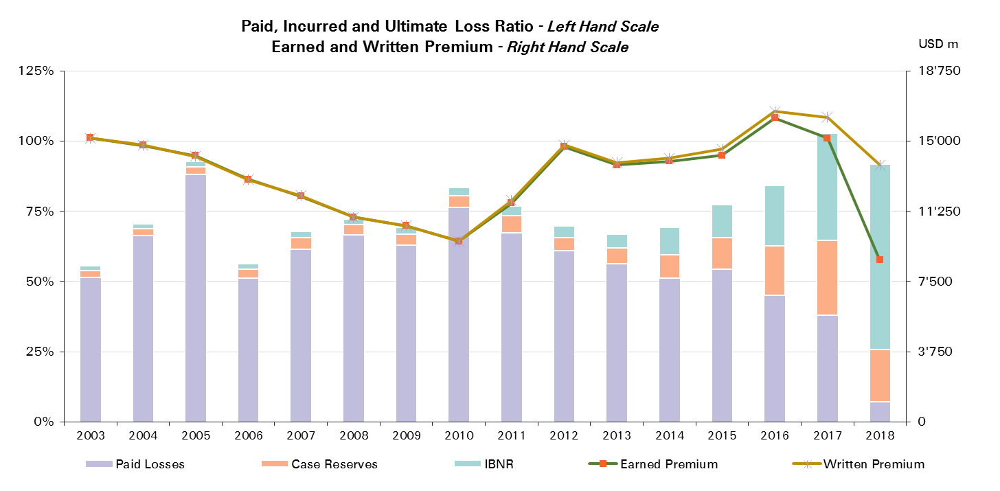 Paid, Incurred and Ultimate Loss Ratio - Left Hand Scale
Earned and Written Premium - Right Hand Scale
USD m
125% 18'750
100% 15'000
75% 11'250
50% 7'500
25% 3'750
0% 0
2003 2004 2005 2006 2007 2008 2009 2010 2011 2012 2013 2014 2015 2016 2017 2018
Paid Losses Case Reserves IBNR Earned Premium Written Premium